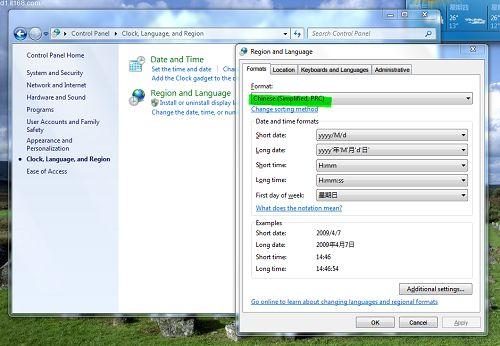 d1.it168.com
Control Panel
Clock, Language, and Region
Search Control Panel
Control Panel Home
System and Security
Network and Internet
Hardware and Sound
Programs
User Accounts and Family
Safety
Appearance and
Personalization
Clock, Language, and Region
Ease of Access
Date and Time
Set the time and date
Add the Clock gadget to the d
Region and Language
Install or uninstall display la
Change the date, time, or num
Region and Language
Formats
Location
Keyboards and Languages
Administrative
Format:
Chinese (Simplified, PRC)
Change sorting method
Date and time formats
Short date: yyyy/M/d
Long date: yyyy'年'M'月'd'日'
Short time: H:mm
Long time: H:mm:ss
First day of week: 星期日
What does the notation mean?
Examples
Short date: 2009/4/7
Long date: 2009年4月7日
Short time: 14:46
Long time: 14:46:54
Additional settings...
Go online to learn about changing languages and regional formats
OK
Cancel
Apply
星期四
26°
13°